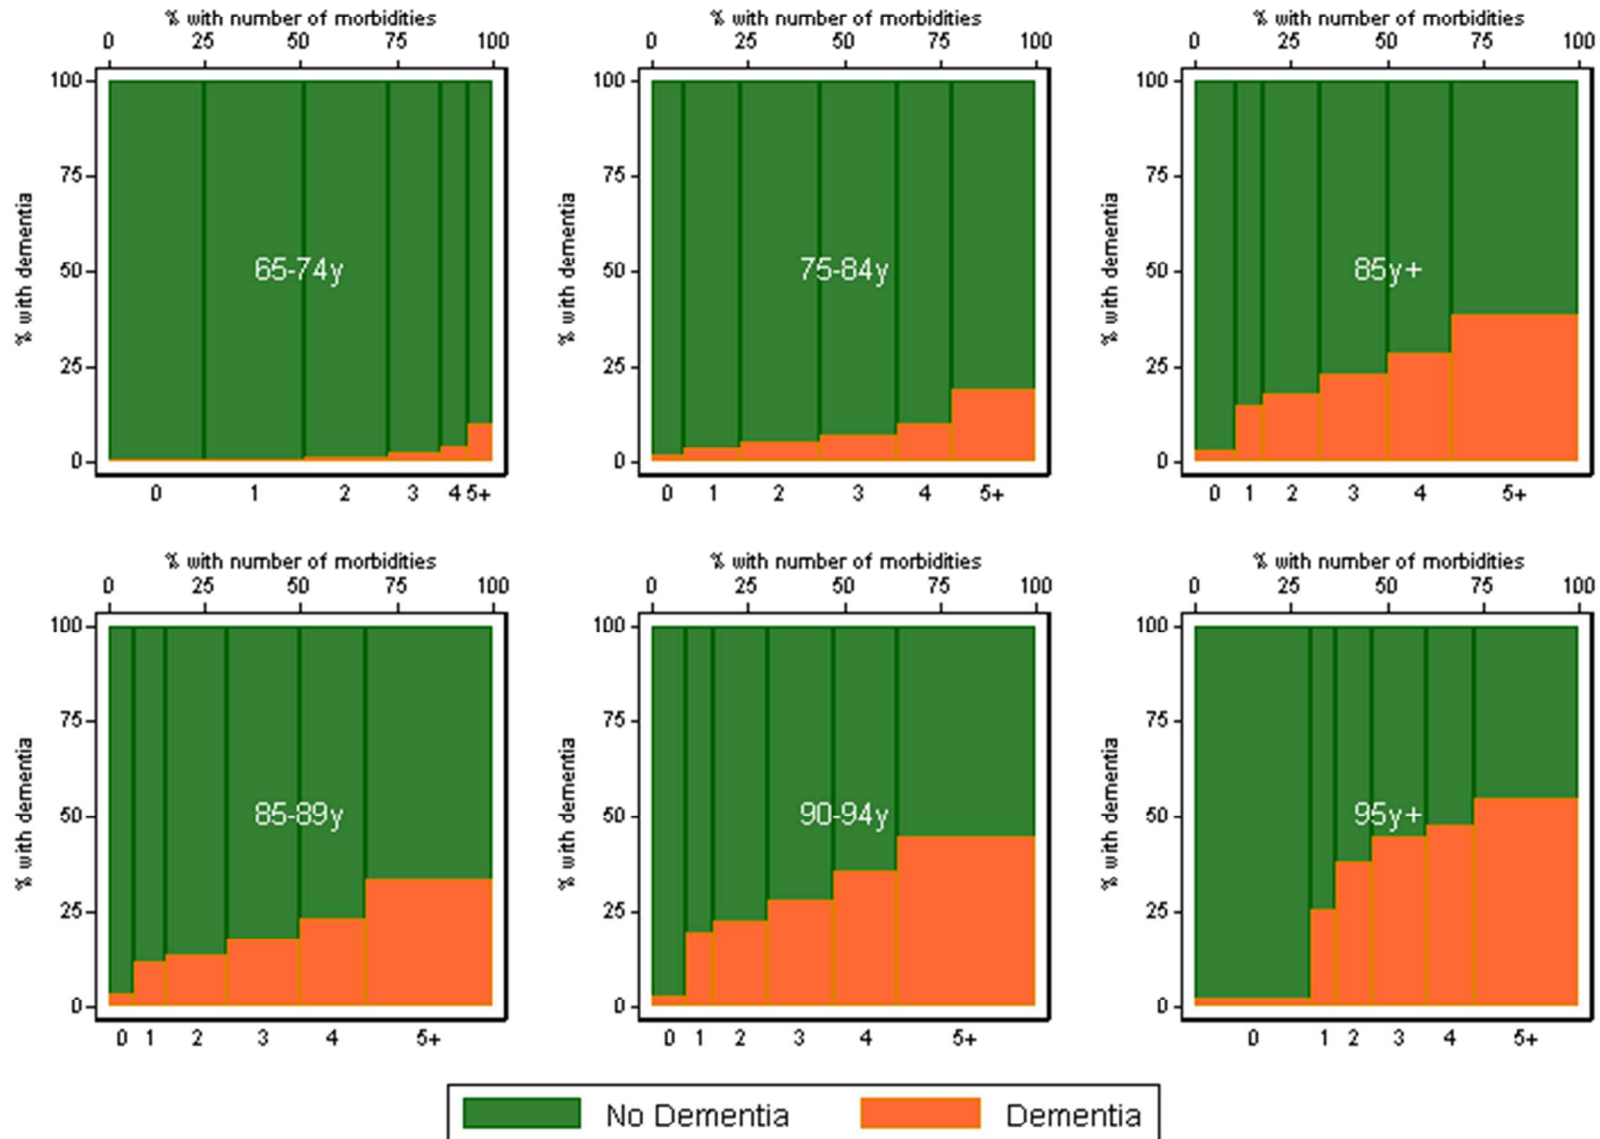 % with number of morbidities % with number of morbidities % with number of morbidities
0 25 50 75 100 0 25 50 75 100 0 25 50 75 100
100 100 100
75 75 75
% with dementia % with dementia % with dementia
50 65-74y 50 75-84y 50 85y+
25 25 25
0 0 0
0 1 2 3 4 5+ 0 1 2 3 4 5+ 0 1 2 3 4 5+
% with number of morbidities % with number of morbidities % with number of morbidities
0 25 50 75 100 0 25 50 75 100 0 25 50 75 100
100 100 100
75 75 75
% with dementia % with dementia % with dementia
50 85-89y 50 90-94y 50 95y+
25 25 25
0 0 0
0 1 2 3 4 5+ 0 1 2 3 4 5+ 0 1 2 3 4 5+
No Dementia Dementia